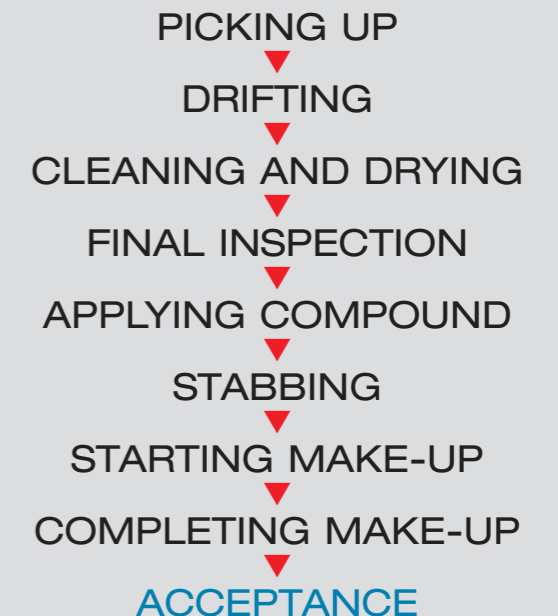 PICKING UP
DRIFTING
CLEANING AND DRYING
FINAL INSPECTION
APPLYING COMPOUND
STABBING
STARTING MAKE-UP
COMPLETING MAKE-UP
ACCEPTANCE